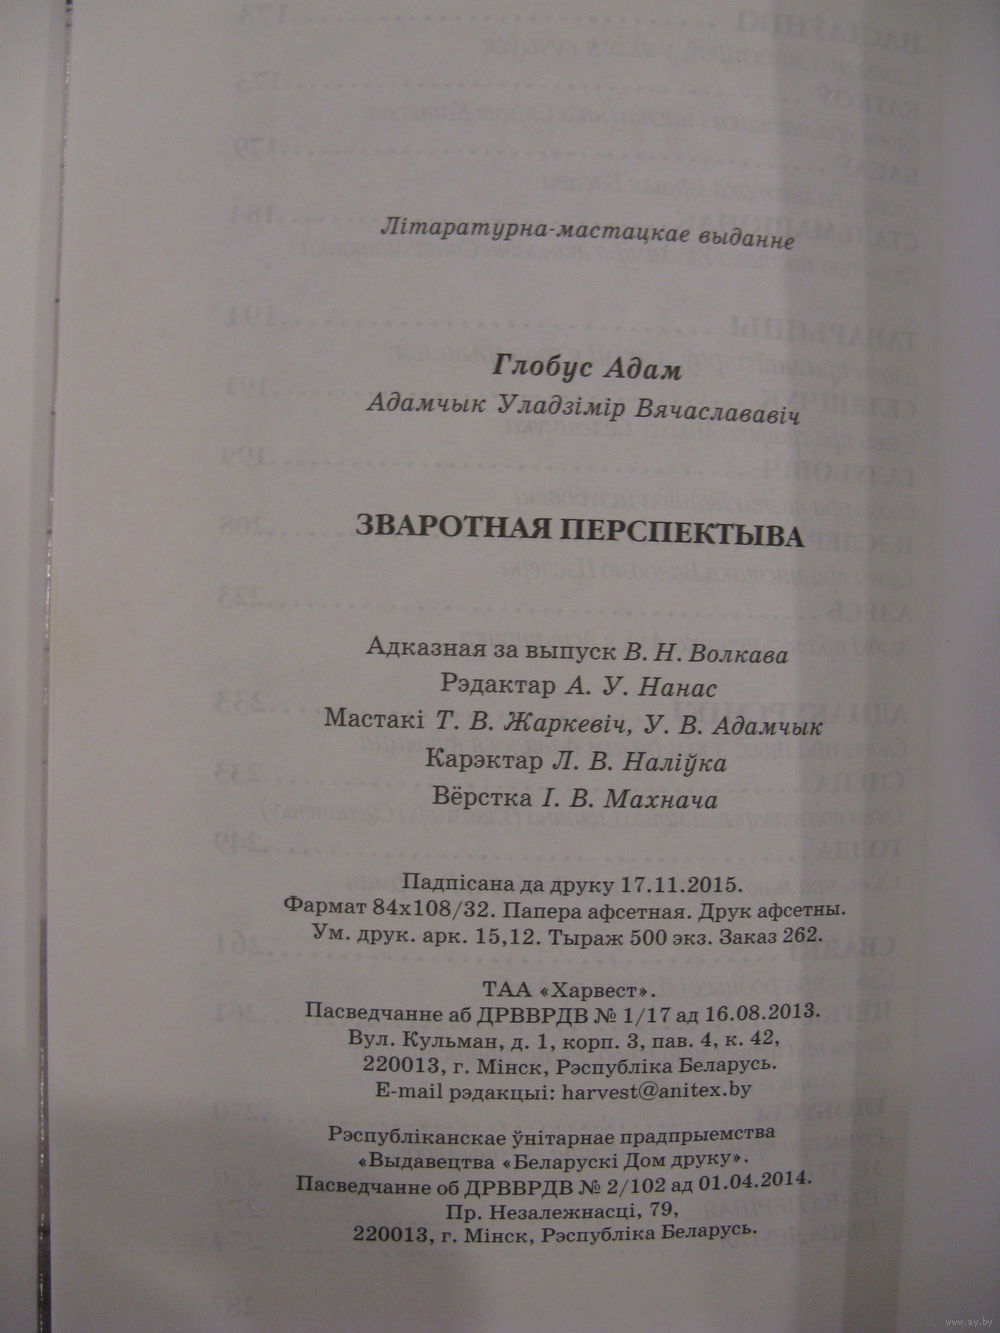 Літаратурна-мастацкае выданне
Глобус Адам
Адамчык Уладзімір Вячаслававіч
ЗВАРОТНАЯ ПЕРСПЕКТЫВА
Адказная за выпуск В. Н. Волкава
Рэдактар А. У. Нанас
Мастакі Т. В. Жаркевіч, У. В. Адамчык
Карэктар Л. В. Наліўка
Вёрстка І. В. Махнача
Падпісана да друку 17.11.2015.
Фармат 84х108/32. Папера афсетная. Друк афсетны.
Ум. друк. арк. 15,12. Тыраж 500 экз. Заказ 262.
ТАА «Харвест».
Пасведчанне аб ДРВВРДВ № 1/17 ад 16.08.2013.
Вул. Кульман, д. 1, корп. 3, пав. 4, к. 42,
220013, г. Мінск, Рэспубліка Беларусь.
E-mail рэдакцыі: harvest@anitex.by
Рэспубліканскае ўнітарнае прадпрыемства
«Выдавецтва «Беларускі Дом друку».
Пасведчанне об ДРВВРДВ № 2/102 ад 01.04.2014.
Пр. Незалежнасці, 79,
220013, г. Мінск, Рэспубліка Беларусь.
www.ay.by